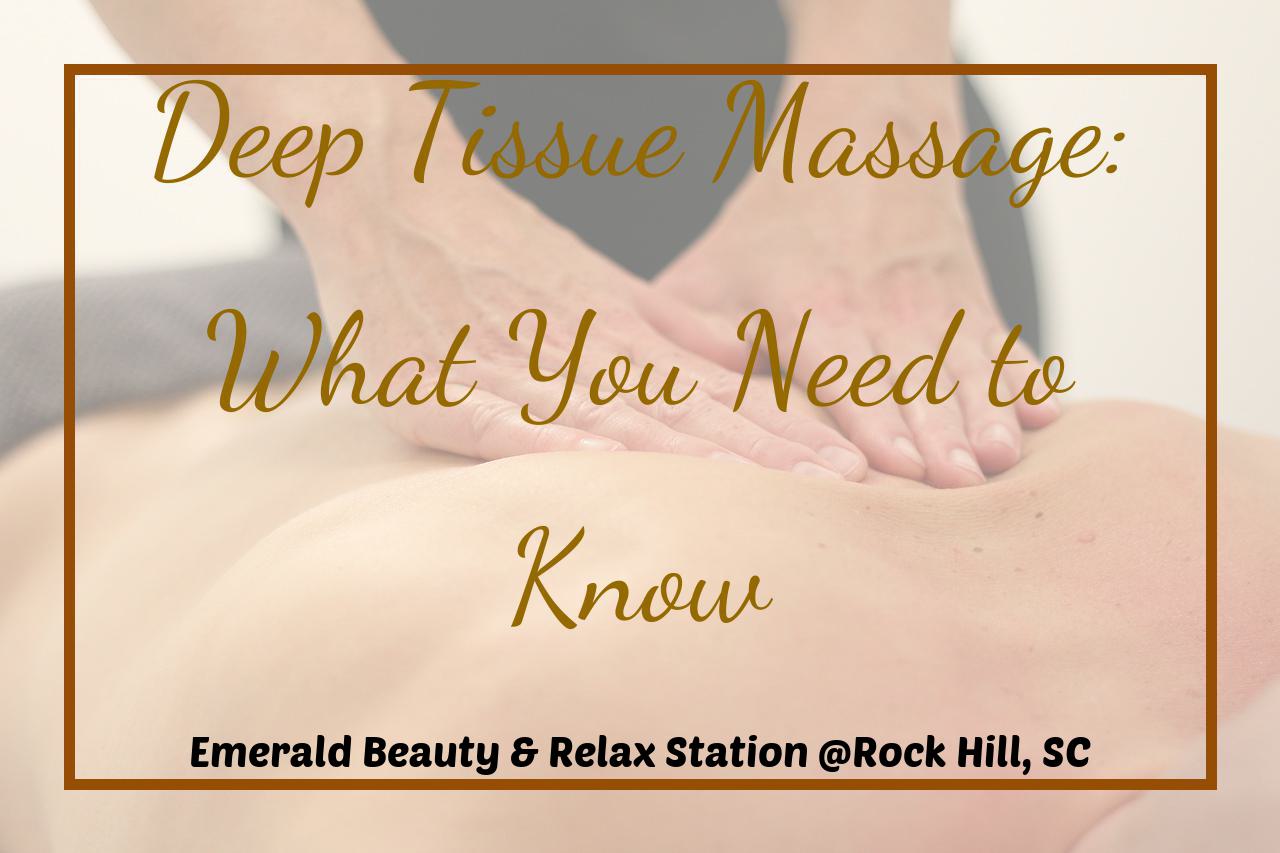 Deep Tissue Massage:
What You Need to
Know
Emerald Beauty & Relax Station @Rock Hill, SC